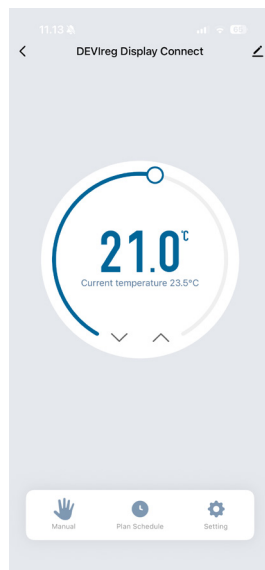 11.13
DEVIreg Display Connect
21.0°C
Current temperature 23.5°C
Manual
Plan Schedule
Setting